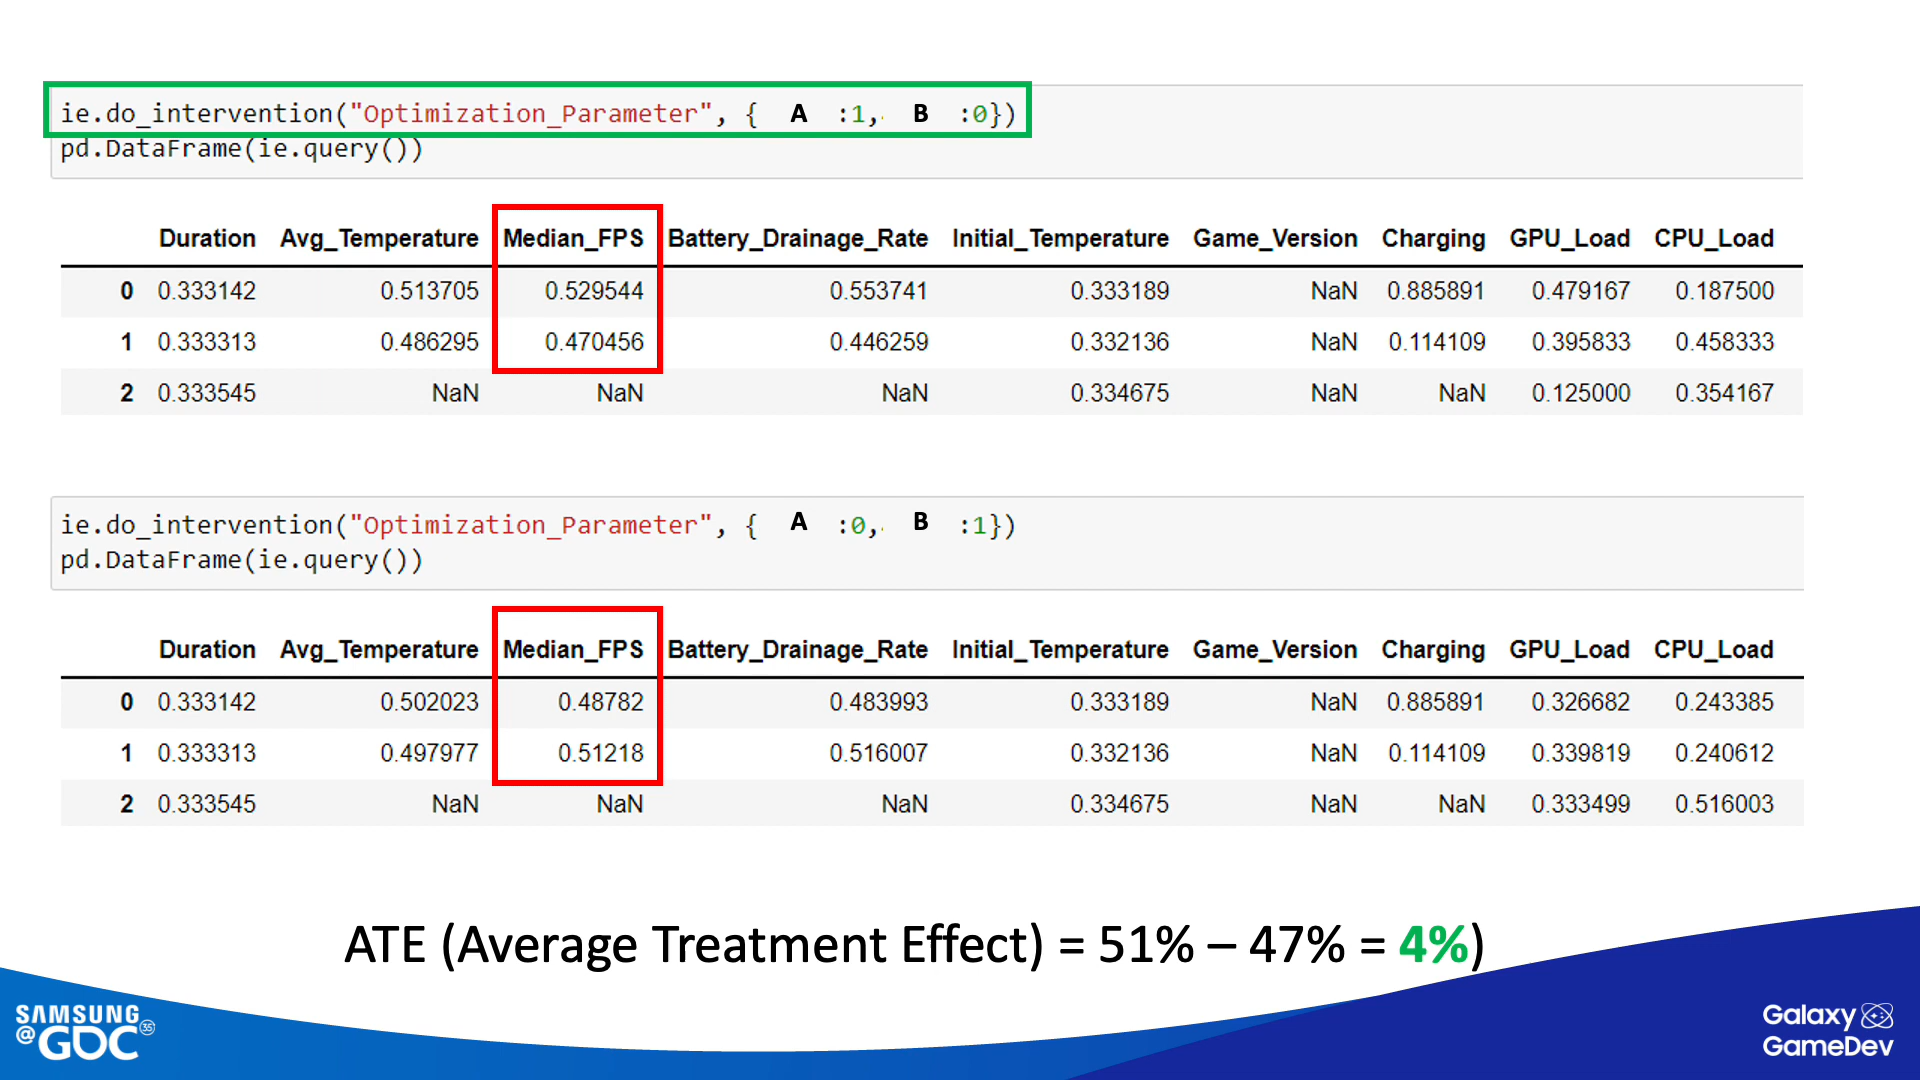 ie.do_intervention("Optimization_Parameter", { A :1, B :0})
pd.DataFrame(ie.query())
Duration Avg_Temperature Median_FPS Battery_Drainage_Rate Initial_Temperature Game_Version Charging GPU_Load CPU_Load
0 0.333142 0.513705 0.529544 0.553741 0.333189 NaN 0.885891 0.479167 0.187500
1 0.333313 0.486295 0.470456 0.446259 0.332136 NaN 0.114109 0.395833 0.458333
2 0.333545 NaN NaN NaN 0.334675 NaN NaN 0.125000 0.354167
ie.do_intervention("Optimization_Parameter", { A :0, B :1})
pd.DataFrame(ie.query())
Duration Avg_Temperature Median_FPS Battery_Drainage_Rate Initial_Temperature Game_Version Charging GPU_Load CPU_Load
0 0.333142 0.502023 0.48782 0.483993 0.333189 NaN 0.885891 0.326682 0.243385
1 0.333313 0.497977 0.51218 0.516007 0.332136 NaN 0.114109 0.339819 0.240612
2 0.333545 NaN NaN NaN 0.334675 NaN NaN 0.333499 0.516003
ATE (Average Treatment Effect) = 51% – 47% = 4%)
SAMSUNG
@GDC 35
Galaxy
GameDev